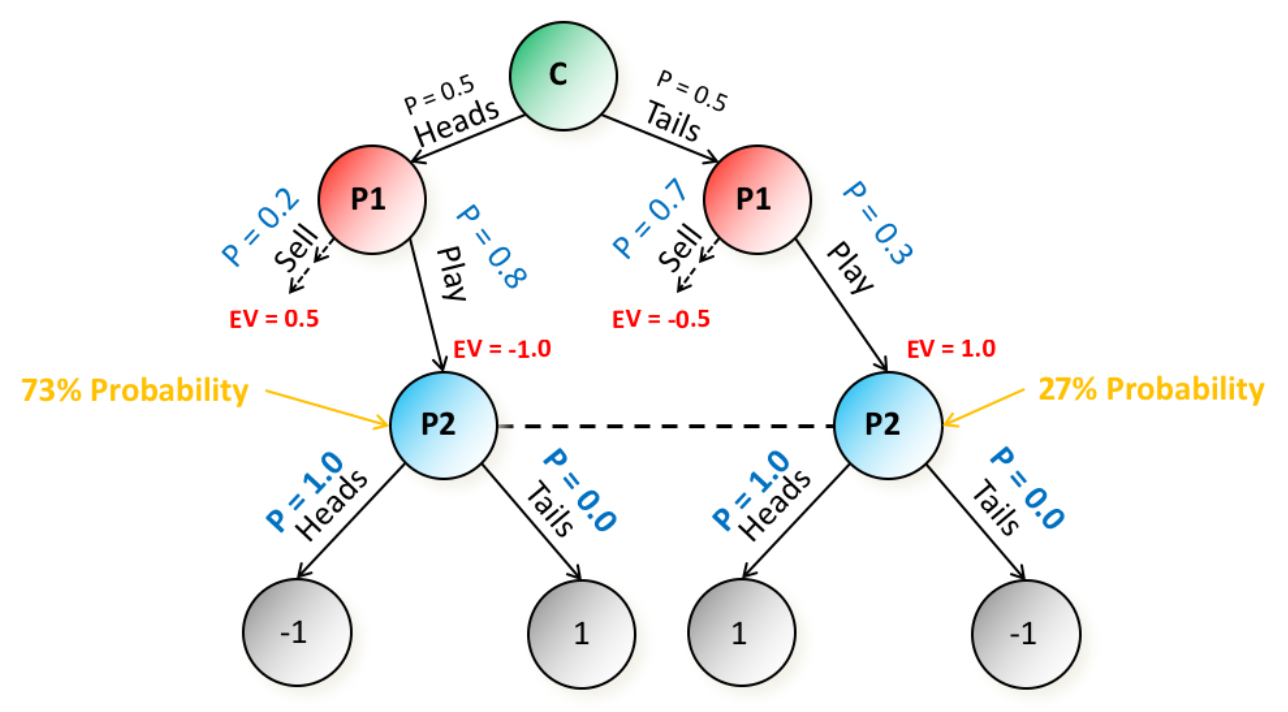 C
P = 0.5
Heads
P = 0.5
Tails
P1
P1
P = 0.2
Sell
P = 0.8
Play
P = 0.7
Sell
P = 0.3
Play
EV = 0.5
EV = -1.0
EV = -0.5
EV = 1.0
73% Probability
27% Probability
P2
P2
P = 1.0
Heads
P = 0.0
Tails
P = 1.0
Heads
P = 0.0
Tails
-1
1
1
-1